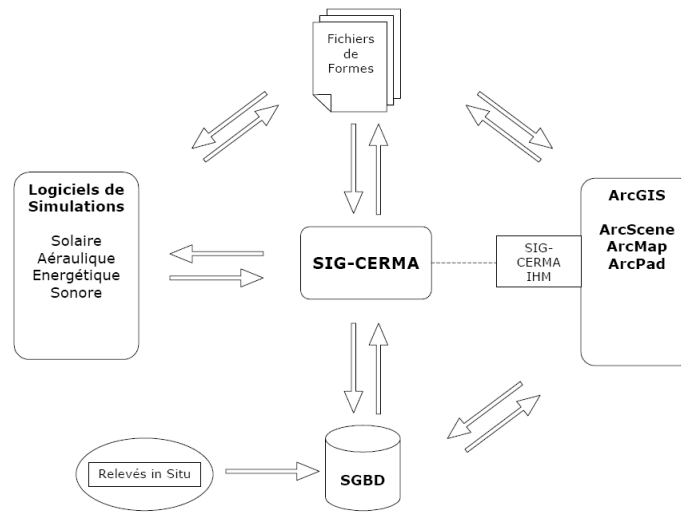 Fichiers
de
Formes
Logiciels de
Simulations
Solaire
Aéraulique
Energétique
Sonore
SIG-CERMA
SIG-
CERMA
IHM
ArcGIS
ArcScene
ArcMap
ArcPad
Relevés in Situ
SGBD